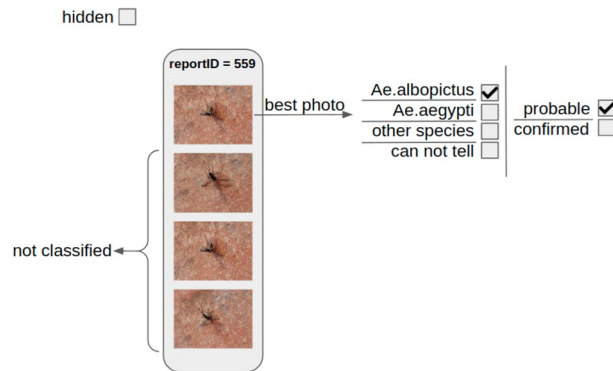 hidden
reportID = 559
best photo
Ae.albopictus
Ae.aegypti
other species
can not tell
probable
confirmed
not classified